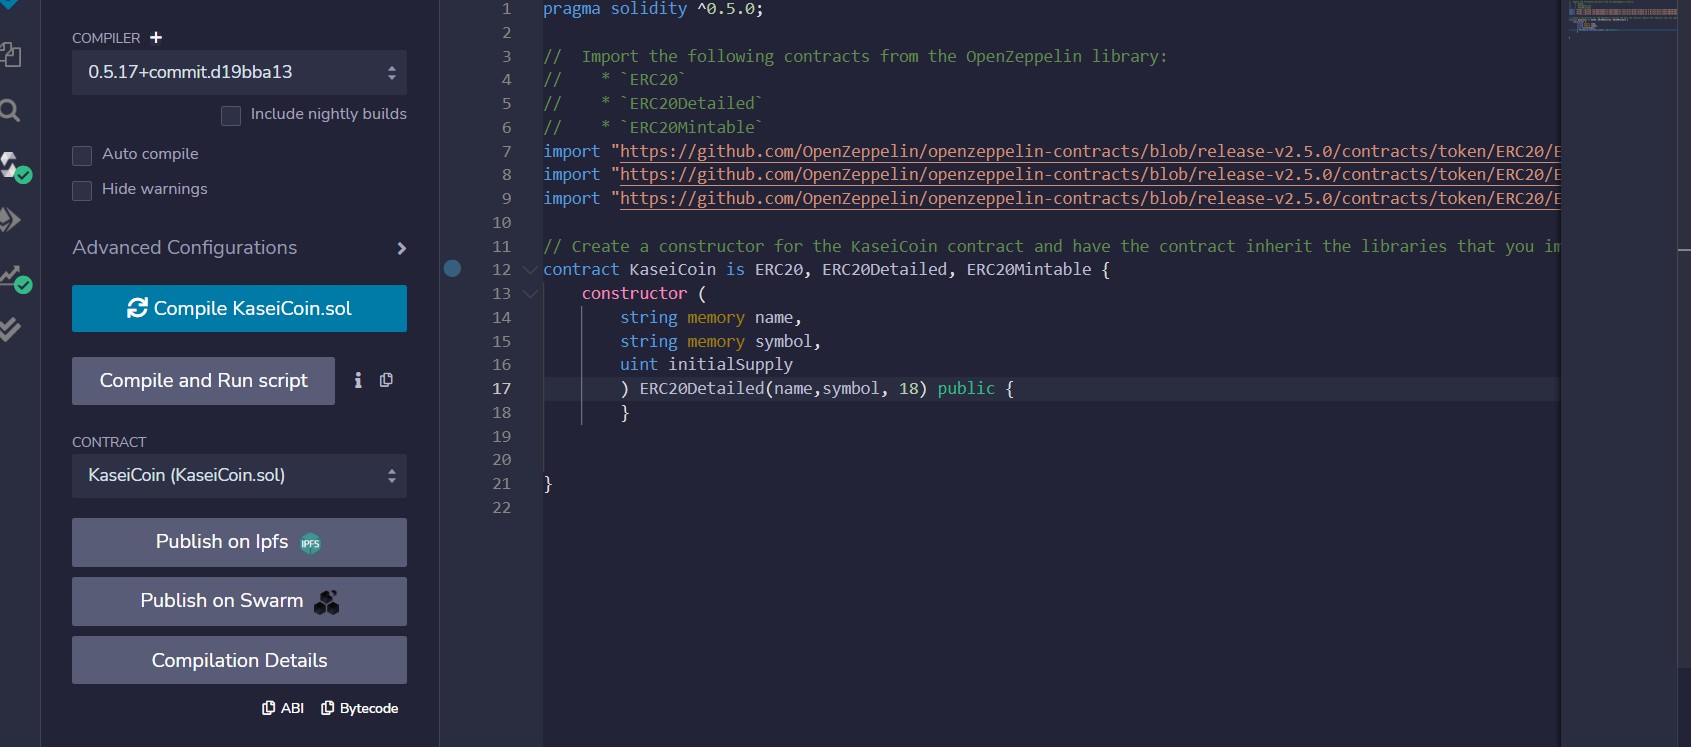 COMPILER +
0.5.17+commit.d19bba13
Include nightly builds
Auto compile
Hide warnings
Advanced Configurations
Compile KaseiCoin.sol
Compile and Run script
CONTRACT
KaseiCoin (KaseiCoin.sol)
Publish on Ipfs IPFS
Publish on Swarm
Compilation Details
ABI Bytecode
1 pragma solidity ^0.5.0;
2
3 //  Import the following contracts from the OpenZeppelin library:
4 //    * `ERC20`
5 //    * `ERC20Detailed`
6 //    * `ERC20Mintable`
7 import "https://github.com/OpenZeppelin/openzeppelin-contracts/blob/release-v2.5.0/contracts/token/ERC20/E
8 import "https://github.com/OpenZeppelin/openzeppelin-contracts/blob/release-v2.5.0/contracts/token/ERC20/E
9 import "https://github.com/OpenZeppelin/openzeppelin-contracts/blob/release-v2.5.0/contracts/token/ERC20/E
10
11 // Create a constructor for the KaseiCoin contract and have the contract inherit the libraries that you im
12 contract KaseiCoin is ERC20, ERC20Detailed, ERC20Mintable {
13     constructor (
14         string memory name,
15         string memory symbol,
16         uint initialSupply
17         ) ERC20Detailed(name,symbol, 18) public {
18         }
19
20
21 }
22